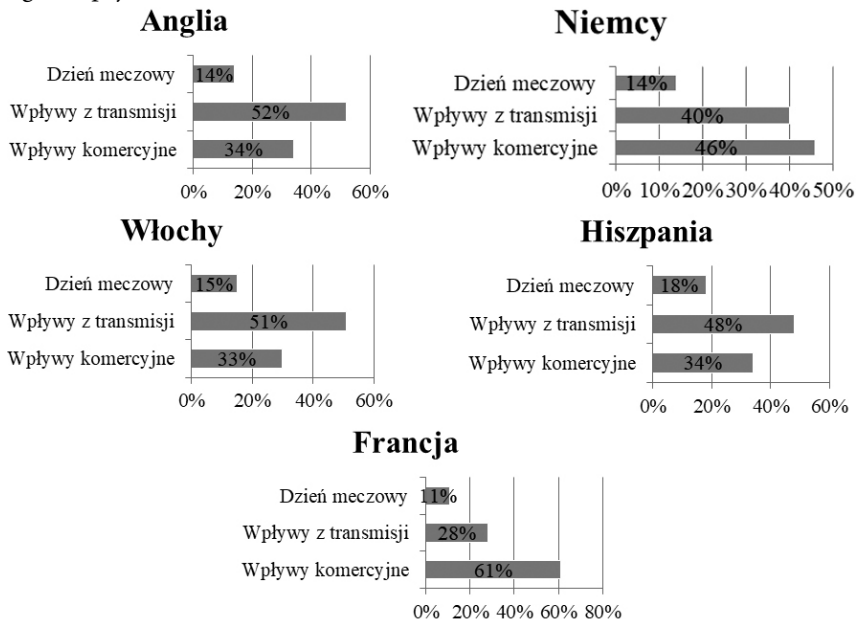 Anglia
Dzień meczowy 14%
Wpływy z transmisji 52%
Wpływy komercyjne 34%
0% 20% 40% 60%
Niemcy
Dzień meczowy 14%
Wpływy z transmisji 40%
Wpływy komercyjne 46%
0% 10% 20% 30% 40% 50%
Włochy
Dzień meczowy 15%
Wpływy z transmisji 51%
Wpływy komercyjne 33%
0% 20% 40% 60%
Hiszpania
Dzień meczowy 18%
Wpływy z transmisji 48%
Wpływy komercyjne 34%
0% 20% 40% 60%
Francja
Dzień meczowy 11%
Wpływy z transmisji 28%
Wpływy komercyjne 61%
0% 20% 40% 60% 80%